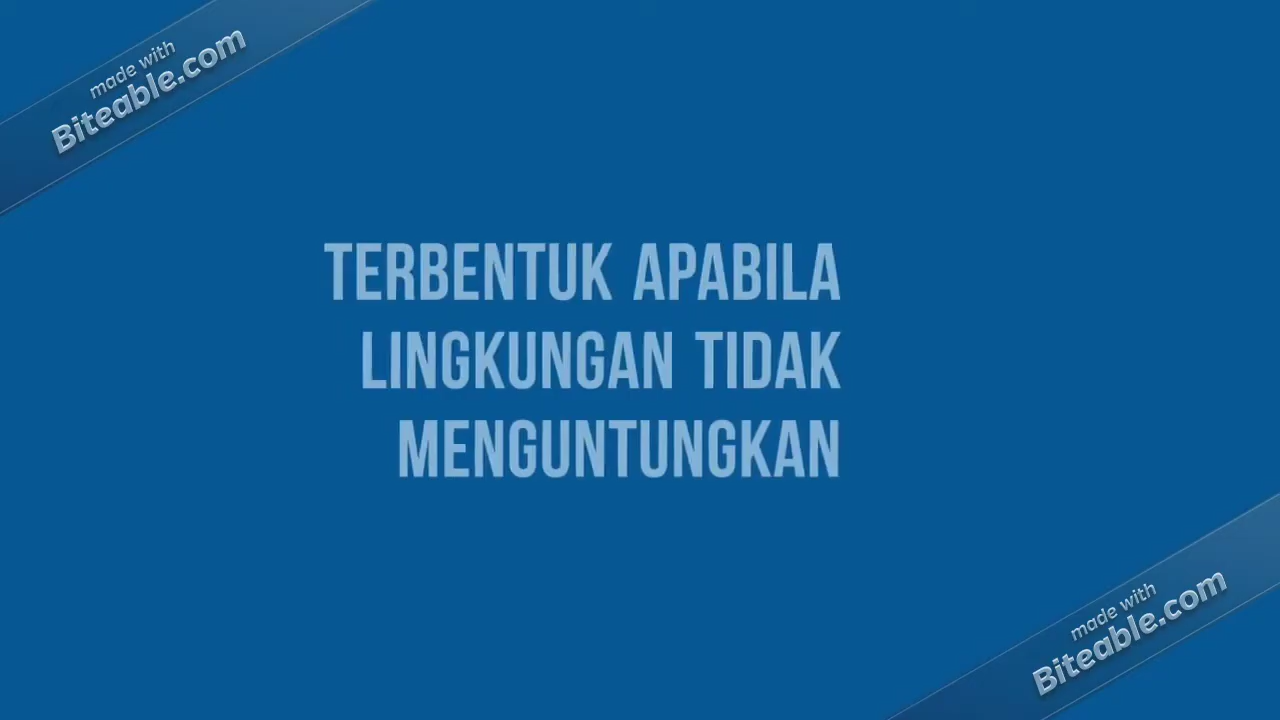 made with
Biteable.com
TERBENTUK APABILA
LINGKUNGAN TIDAK
MENGUNTUNGKAN
made with
Biteable.com